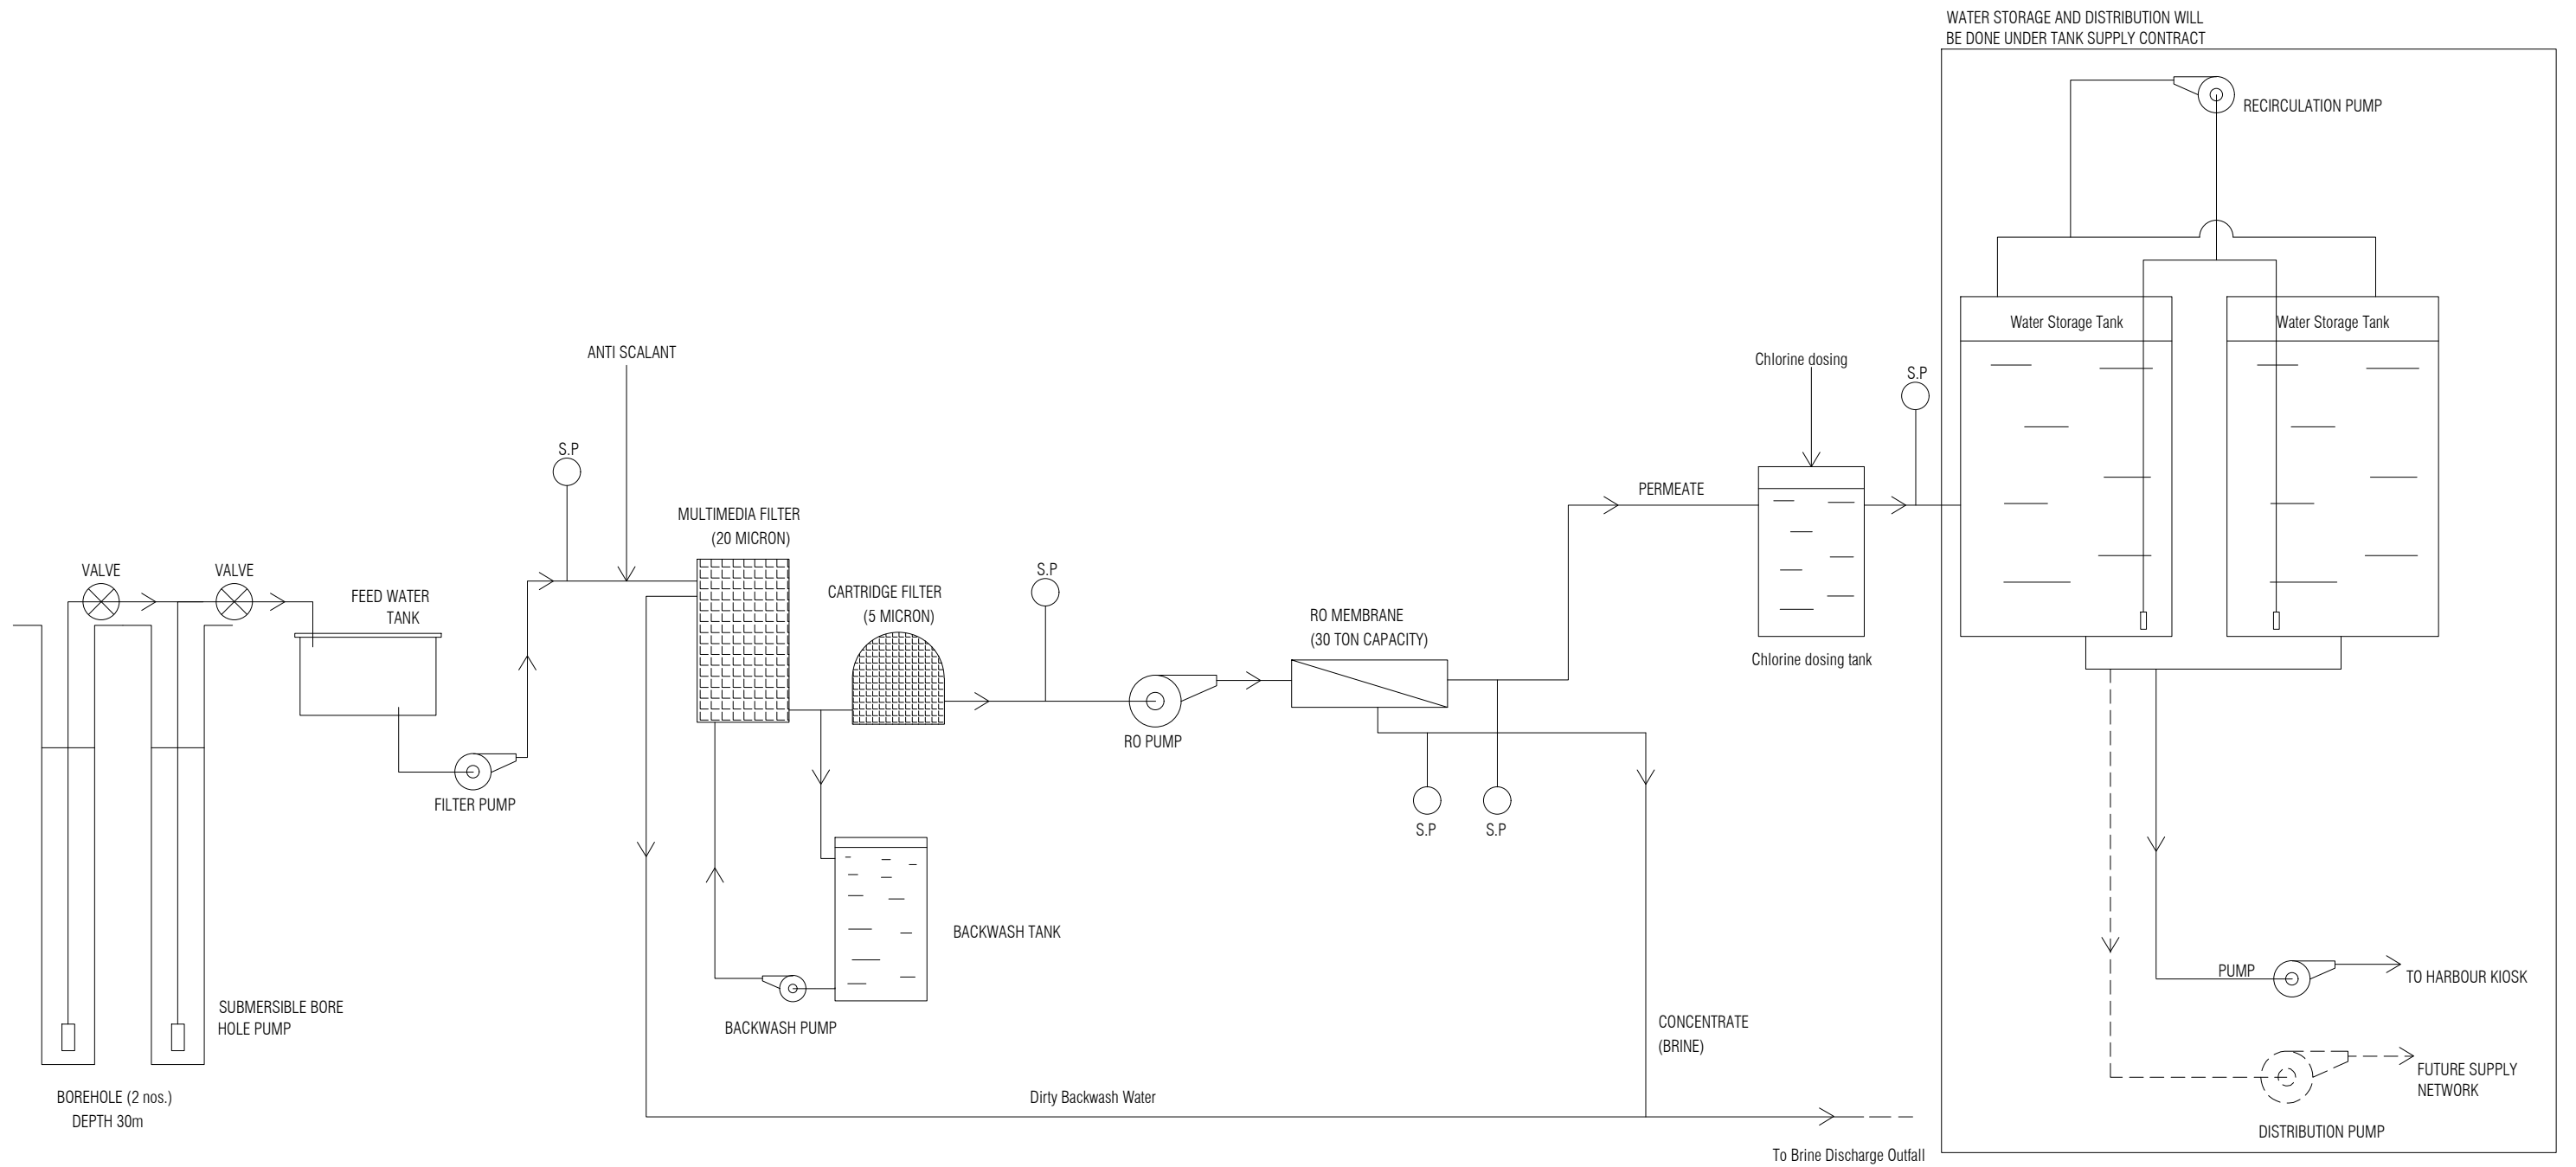 WATER STORAGE AND DISTRIBUTION WILL
BE DONE UNDER TANK SUPPLY CONTRACT
RECIRCULATION PUMP
Water Storage Tank
Water Storage Tank
ANTI SCALANT
Chlorine dosing
S.P
S.P
PERMEATE
MULTIMEDIA FILTER
(20 MICRON)
VALVE
VALVE
S.P
FEED WATER
TANK
CARTRIDGE FILTER
(5 MICRON)
RO MEMBRANE
(30 TON CAPACITY)
Chlorine dosing tank
RO PUMP
FILTER PUMP
S.P
S.P
BACKWASH TANK
PUMP
TO HARBOUR KIOSK
SUBMERSIBLE BORE
HOLE PUMP
BACKWASH PUMP
CONCENTRATE
(BRINE)
FUTURE SUPPLY
NETWORK
BOREHOLE (2 nos.)
DEPTH 30m
Dirty Backwash Water
DISTRIBUTION PUMP
To Brine Discharge Outfall